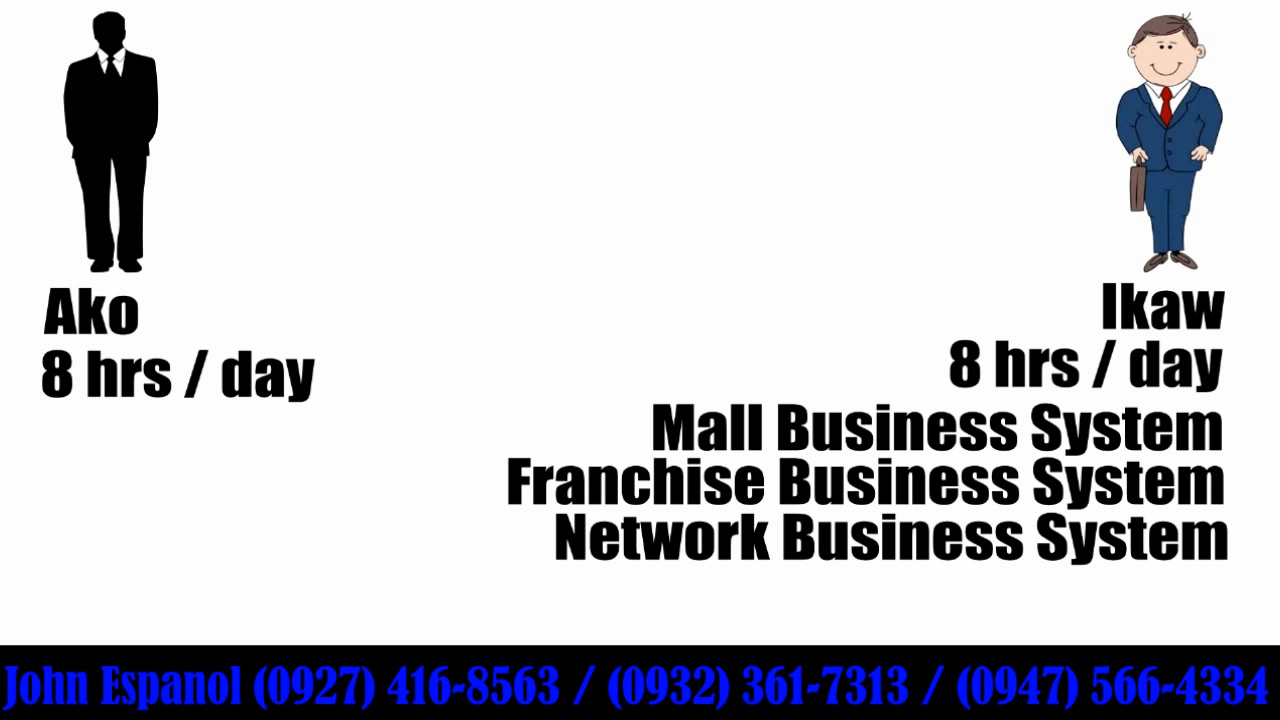 Ako
8 hrs / day
Ikaw
8 hrs / day
Mall Business System
Franchise Business System
Network Business System
John Espanol (0927) 416-8563 / (0932) 361-7313 / (0947) 566-4334